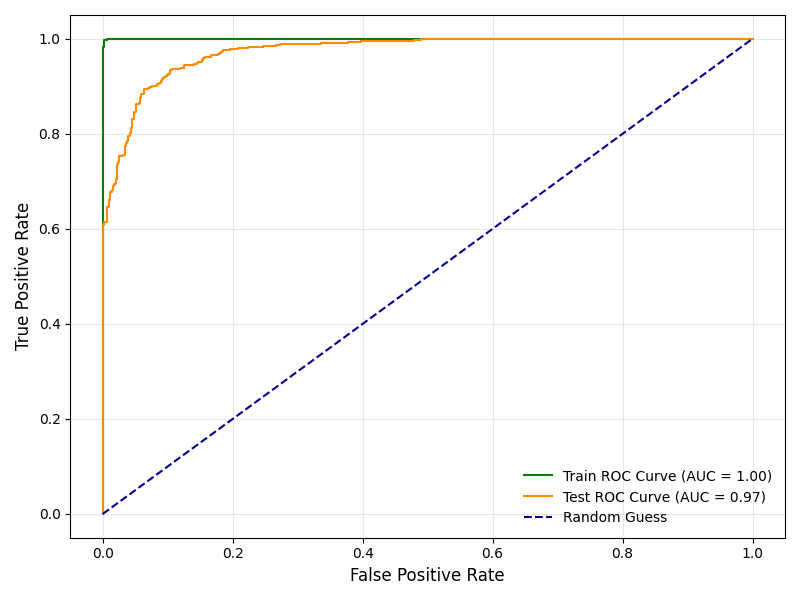 1.0
0.8
0.6
0.4
0.2
0.0
True Positive Rate
Train ROC Curve (AUC = 1.00)
Test ROC Curve (AUC = 0.97)
Random Guess
0.0 0.2 0.4 0.6 0.8 1.0
False Positive Rate